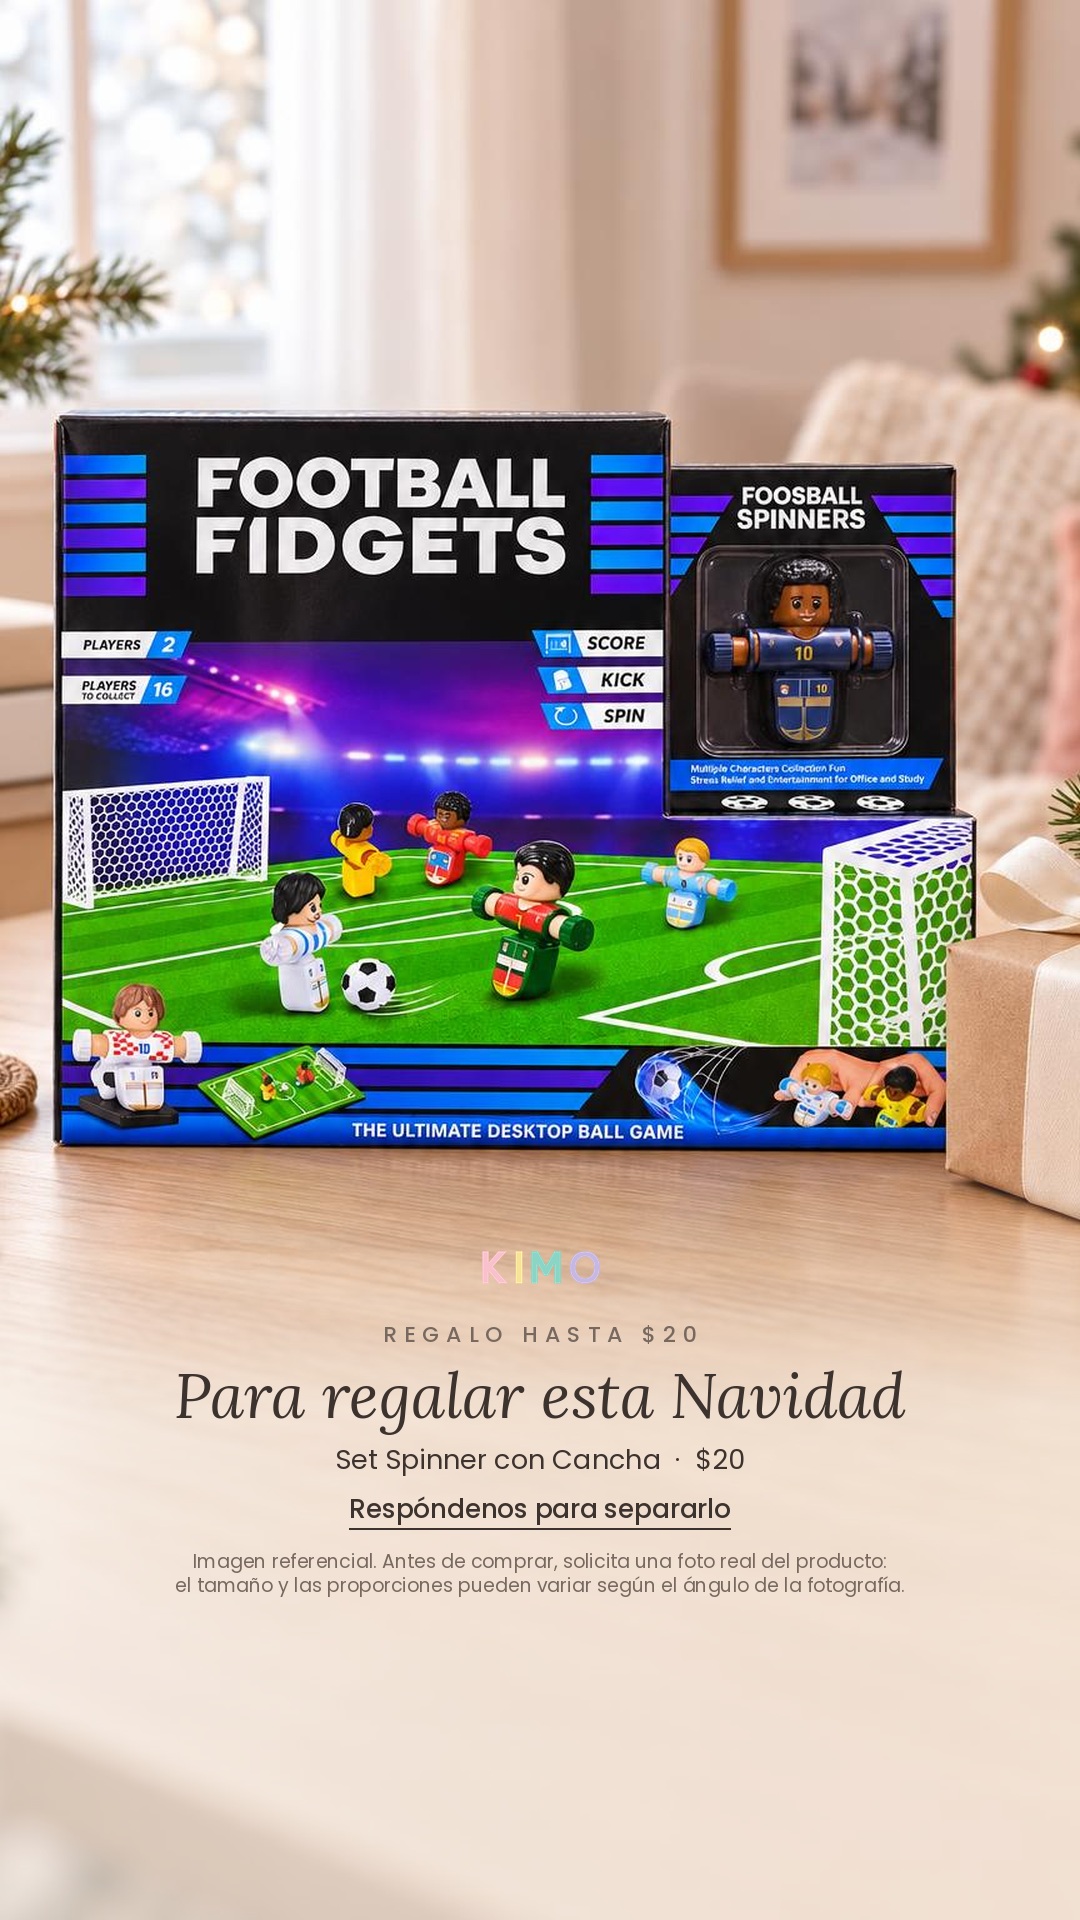 FOOTBALL
FIDGETS
FOOSBALL
SPINNERS
PLAYERS 2
PLAYERS
TO COLLECT 16
SCORE
KICK
SPIN
10
10
Multiple Characters Collection Fun
Stress Relief and Entertainment for Office and Study
10
THE ULTIMATE DESKTOP BALL GAME
KIMO
REGALO HASTA $20
Para regalar esta Navidad
Set Spinner con Cancha · $20
Respóndenos para separarlo
Imagen referencial. Antes de comprar, solicita una foto real del producto:
el tamaño y las proporciones pueden variar según el ángulo de la fotografía.